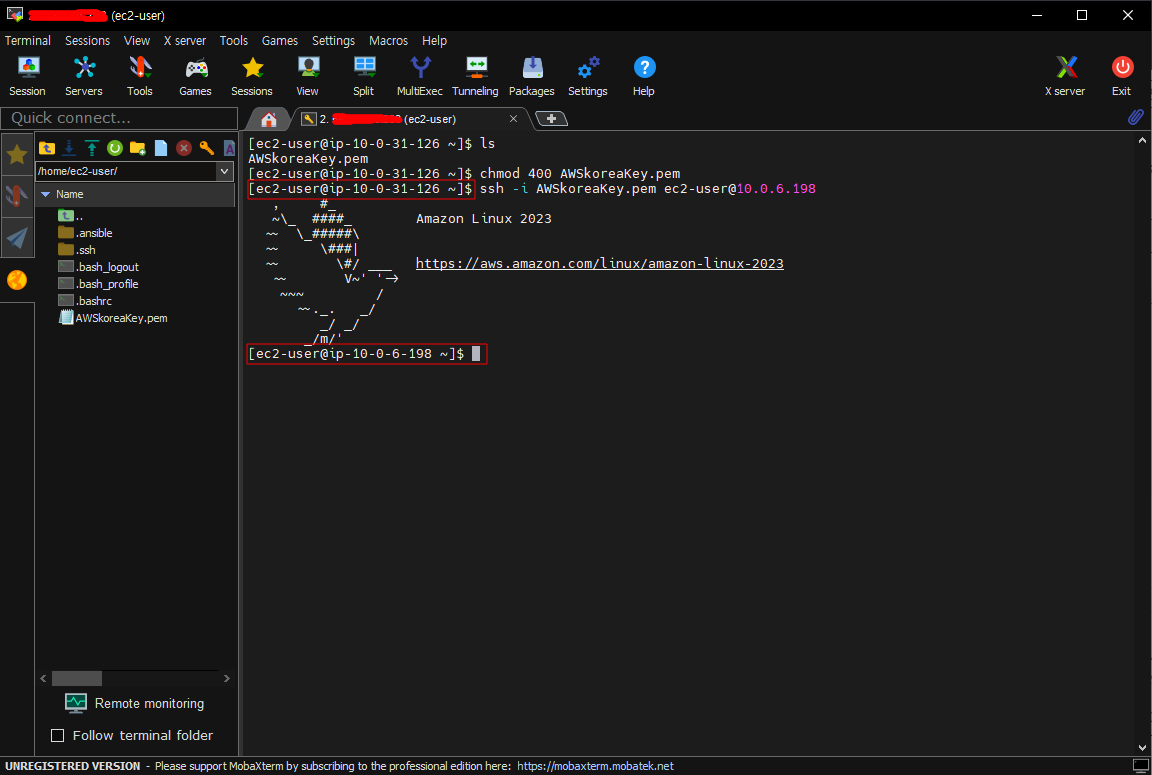 (ec2-user)
Terminal Sessions View X server Tools Games Settings Macros Help
Session Servers Tools Games Sessions View Split MultiExec Tunneling Packages Settings Help X server Exit
Quick connect...
2. (ec2-user)
/home/ec2-user/
Name
..
.ansible
.ssh
.bash_logout
.bash_profile
.bashrc
AWSkoreaKey.pem
[ec2-user@ip-10-0-31-126 ~]$ ls
AWSkoreaKey.pem
[ec2-user@ip-10-0-31-126 ~]$ chmod 400 AWSkoreaKey.pem
[ec2-user@ip-10-0-31-126 ~]$ ssh -i AWSkoreaKey.pem ec2-user@10.0.6.198
   ,     #_
   ~\_  ####_        Amazon Linux 2023
  ~~  \_#####\
  ~~     \###|
  ~~       \#/ ___   https://aws.amazon.com/linux/amazon-linux-2023
   ~~       V~' '->
    ~~~         /
      ~~._.   _/
         _/ _/
       _/m/'
[ec2-user@ip-10-0-6-198 ~]$
Remote monitoring
Follow terminal folder
UNREGISTERED VERSION - Please support MobaXterm by subscribing to the professional edition here: https://mobaxterm.mobatek.net